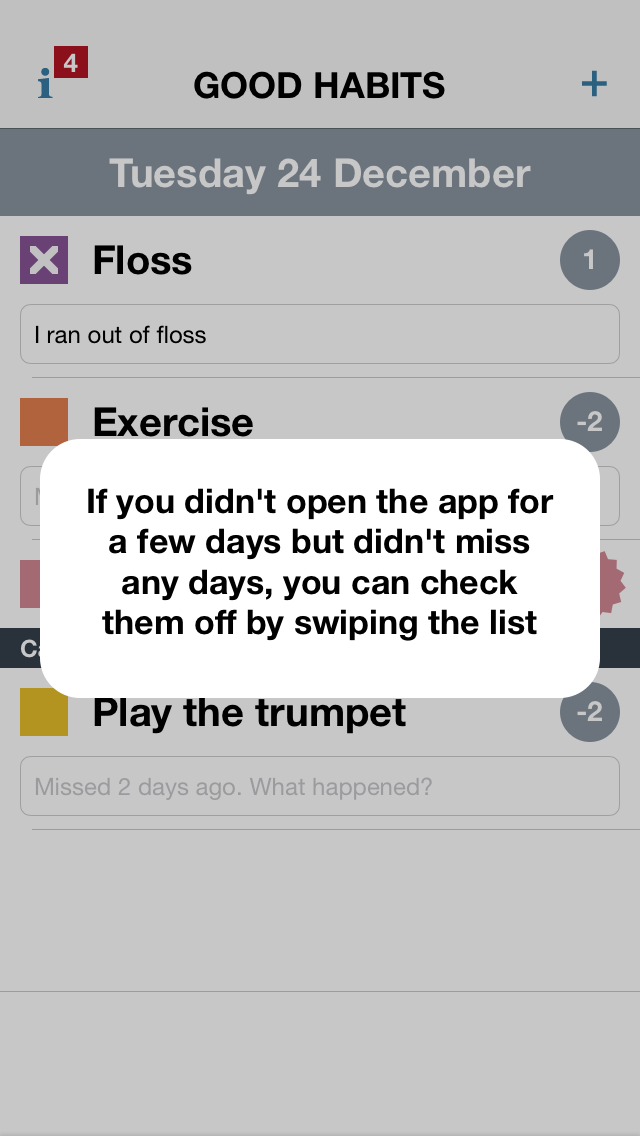 4
GOOD HABITS
+
Tuesday 24 December
Floss
1
I ran out of floss
Exercise
-2
If you didn't open the app for
a few days but didn't miss
any days, you can check
them off by swiping the list
Play the trumpet
-2
Missed 2 days ago. What happened?